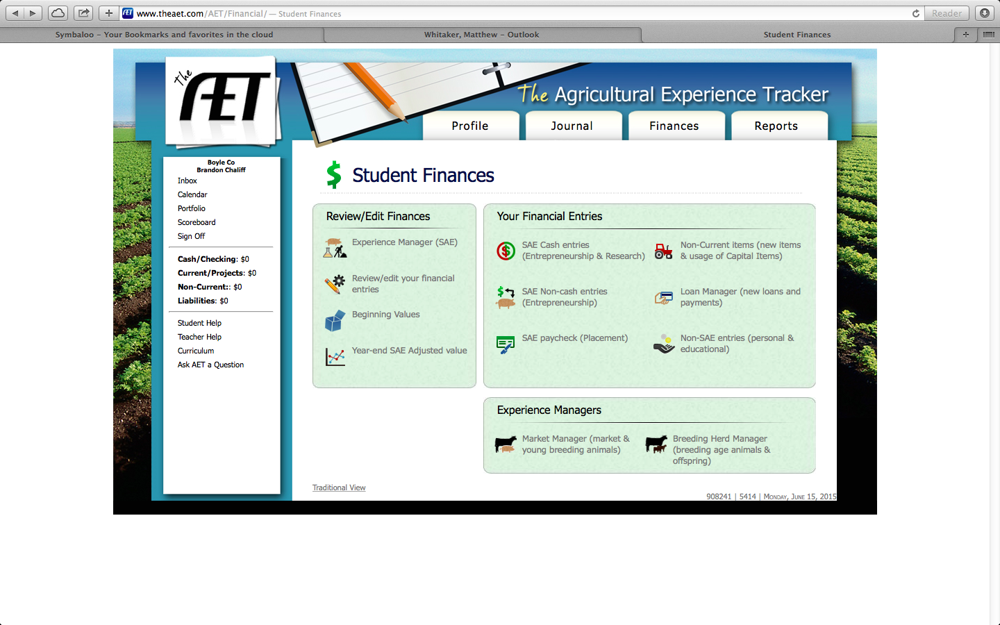 www.theaet.com/AET/Financial/ — Student Finances
Reader
Symbaloo - Your Bookmarks and favorites in the cloud
Whitaker, Matthew - Outlook
Student Finances
The
AET
The Agricultural Experience Tracker
Profile
Journal
Finances
Reports
Boyle Co
Brandon Chaliff
Inbox
Calendar
Portfolio
Scoreboard
Sign Off
Cash/Checking: $0
Current/Projects: $0
Non-Current:: $0
Liabilities: $0
Student Help
Teacher Help
Curriculum
Ask AET a Question
$ Student Finances
Review/Edit Finances
Experience Manager (SAE)
Review/edit your financial
entries
Beginning Values
Year-end SAE Adjusted value
Your Financial Entries
SAE Cash entries
(Entrepreneurship & Research)
Non-Current items (new items
& usage of Capital Items)
SAE Non-cash entries
(Entrepreneurship)
Loan Manager (new loans and
payments)
SAE paycheck (Placement)
Non-SAE entries (personal &
educational)
Experience Managers
Market Manager (market &
young breeding animals)
Breeding Herd Manager
(breeding age animals &
offspring)
Traditional View
908241 | 5414 | Monday, June 15, 2015